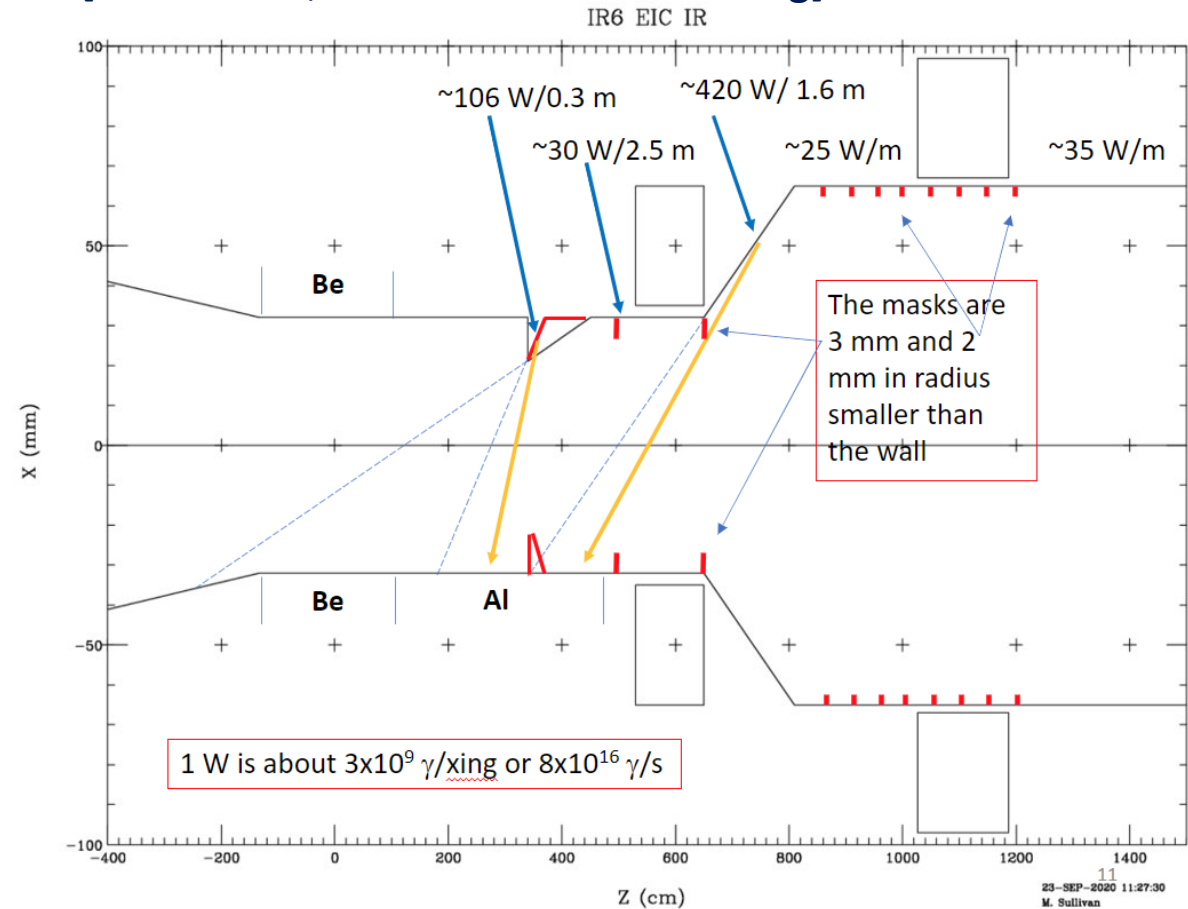 IR6 EIC IR
~106 W/0.3 m
~420 W/ 1.6 m
~30 W/2.5 m
~25 W/m
~35 W/m
Be
The masks are
3 mm and 2
mm in radius
smaller than
the wall
Be
Al
1 W is about 3x10⁹ γ/xing or 8x10¹⁶ γ/s
X (mm)
100
50
0
−50
−100
−400
−200
0
200
400
600
800
1000
1200
1400
Z (cm)
11
23-SEP-2020 11:27:30
M. Sullivan